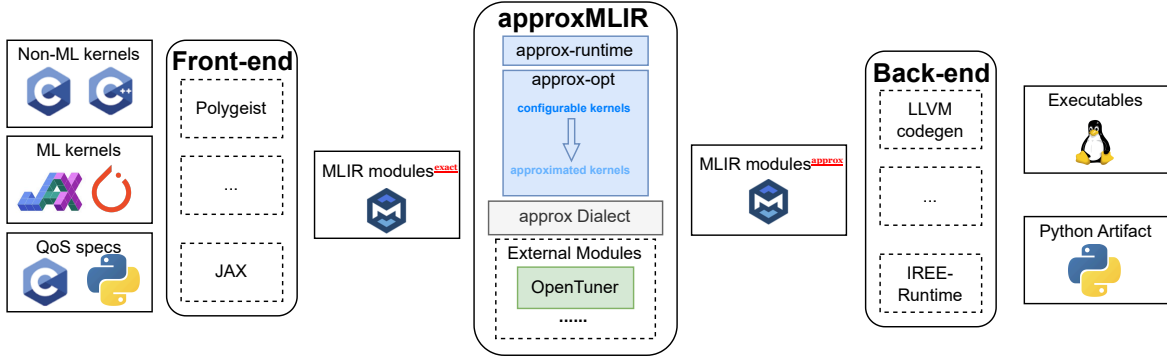 Non-ML kernels
C
C++
ML kernels
JAX
QoS specs
C
Front-end
Polygeist
...
JAX
MLIR modules^exact
M
approxMLIR
approx-runtime
approx-opt
configurable kernels
approximated kernels
approx Dialect
External Modules
OpenTuner
......
MLIR modules^approx
M
Back-end
LLVM
codegen
...
IREE-
Runtime
Executables
Python Artifact